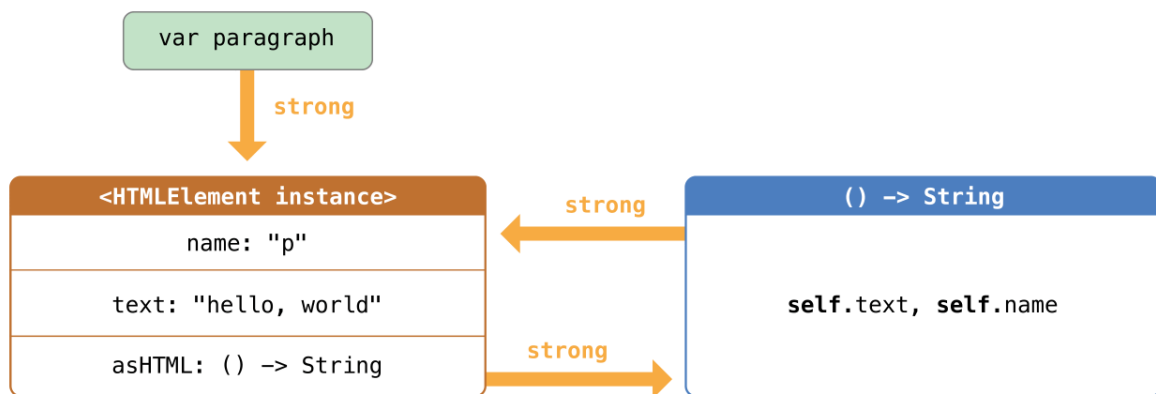 var paragraph
strong
<HTMLElement instance>
name: "p"
text: "hello, world"
asHTML: () -> String
strong
strong
() -> String
self.text, self.name